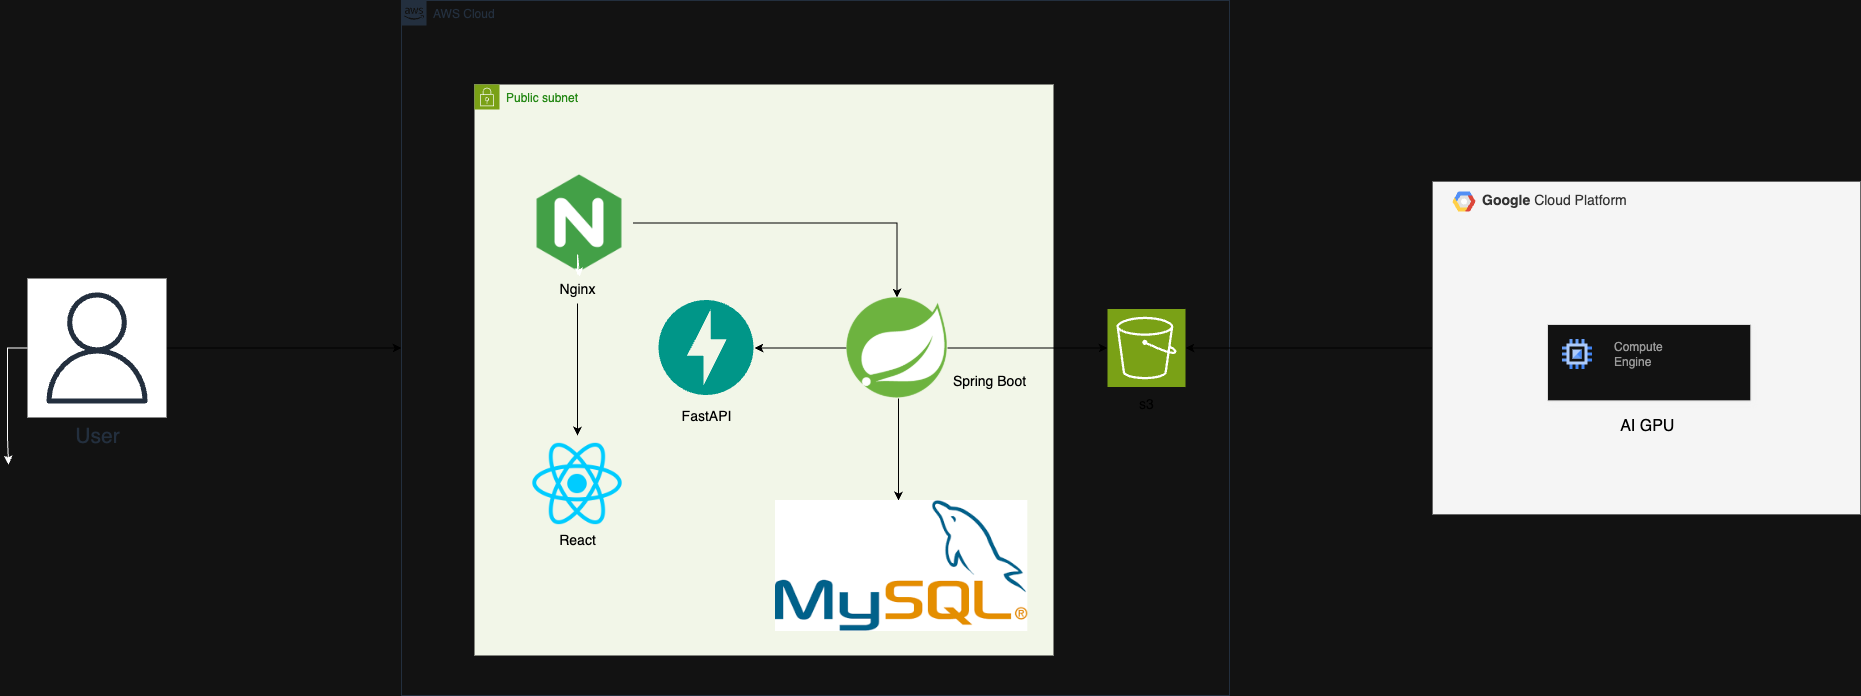 aws
AWS Cloud
Public subnet
Nginx
FastAPI
Spring Boot
React
MySQL®
s3
User
Google Cloud Platform
Compute
Engine
AI GPU